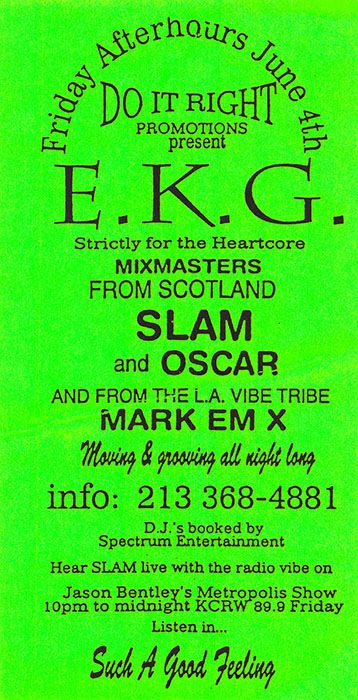 Friday Afterhours June 4th
DO IT RIGHT
PROMOTIONS
present
E.K.G.
Strictly for the Heartcore
MIXMASTERS
FROM SCOTLAND
SLAM
and OSCAR
AND FROM THE L.A. VIBE TRIBE
MARK EM X
Moving & grooving all night long
info: 213 368-4881
D.J.'s booked by
Spectrum Entertainment
Hear SLAM live with the radio vibe on
Jason Bentley's Metropolis Show
10pm to midnight KCRW 89.9 Friday
Listen in...
Such A Good Feeling